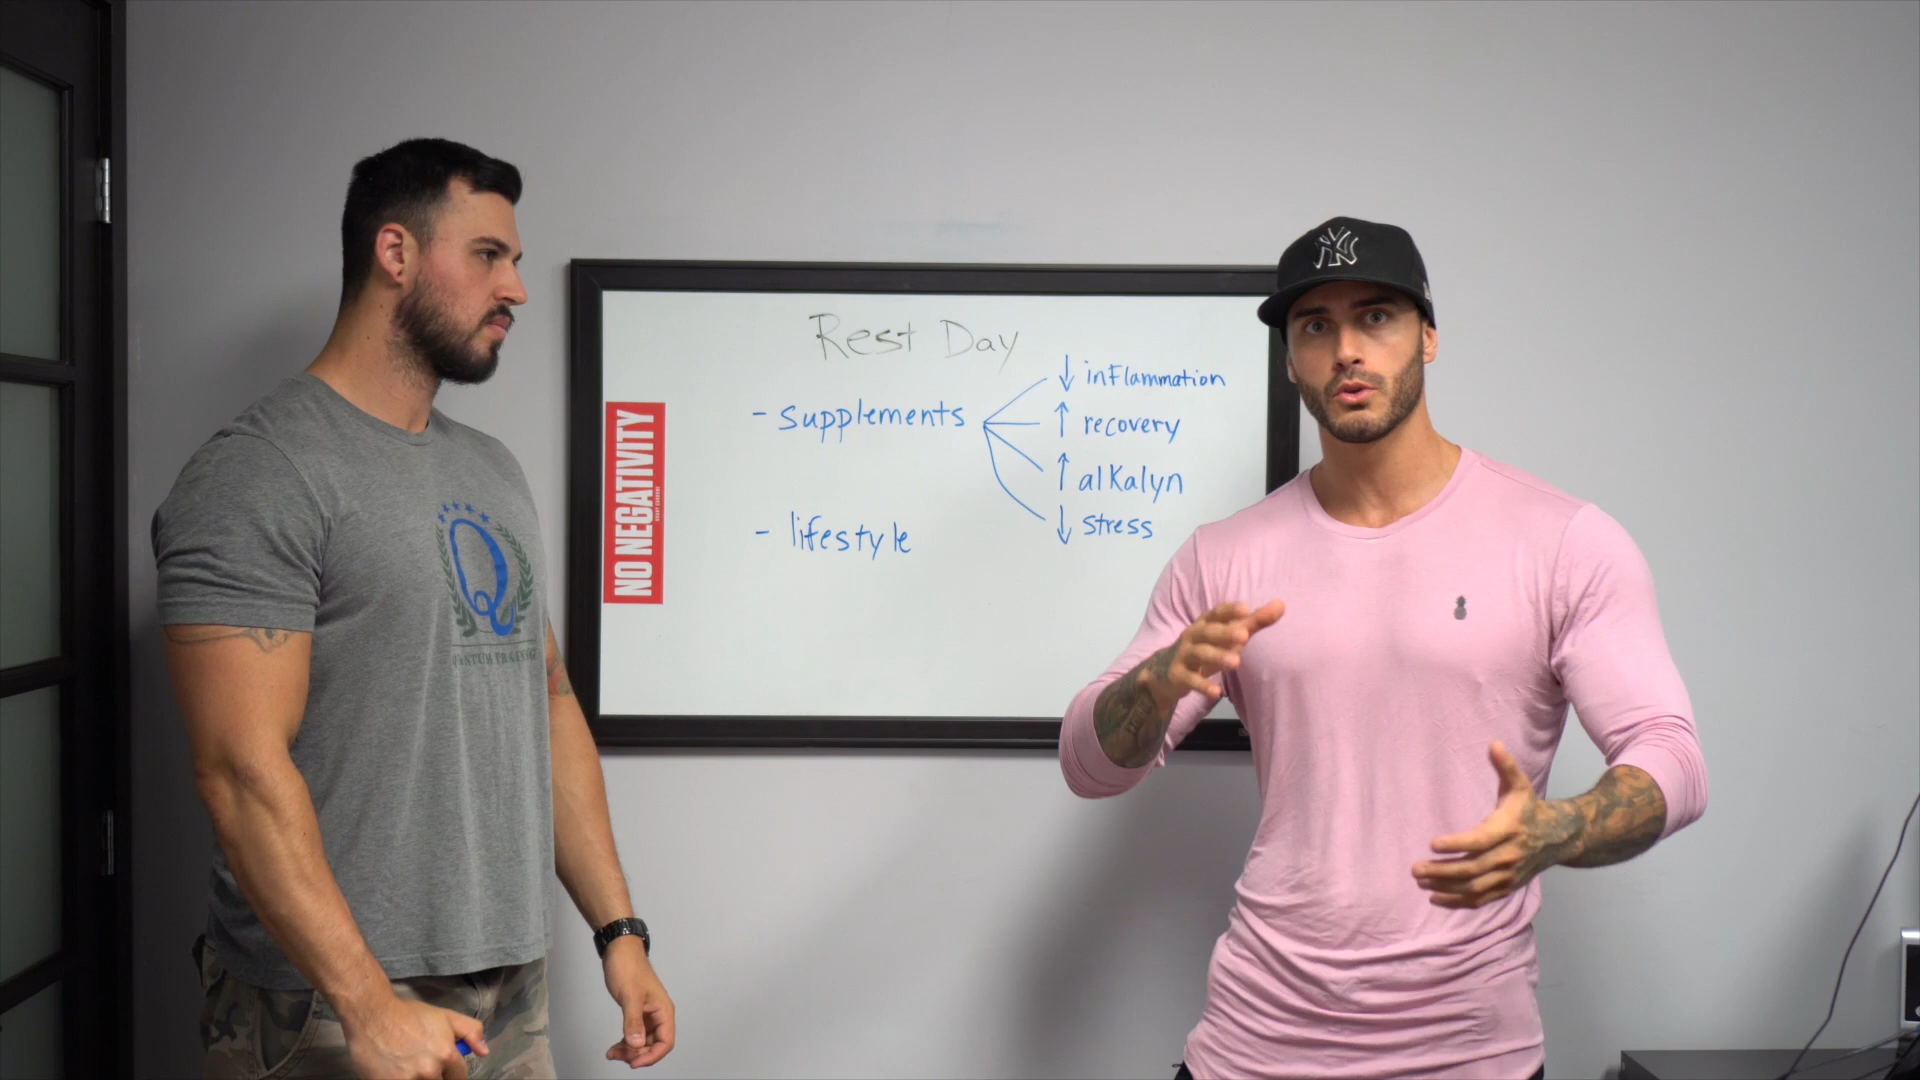 NY
Rest Day
- supplements
↓ inflammation
↑ recovery
↑ alKalyn
↓ stress
- lifestyle
NO NEGATIVITY
Q